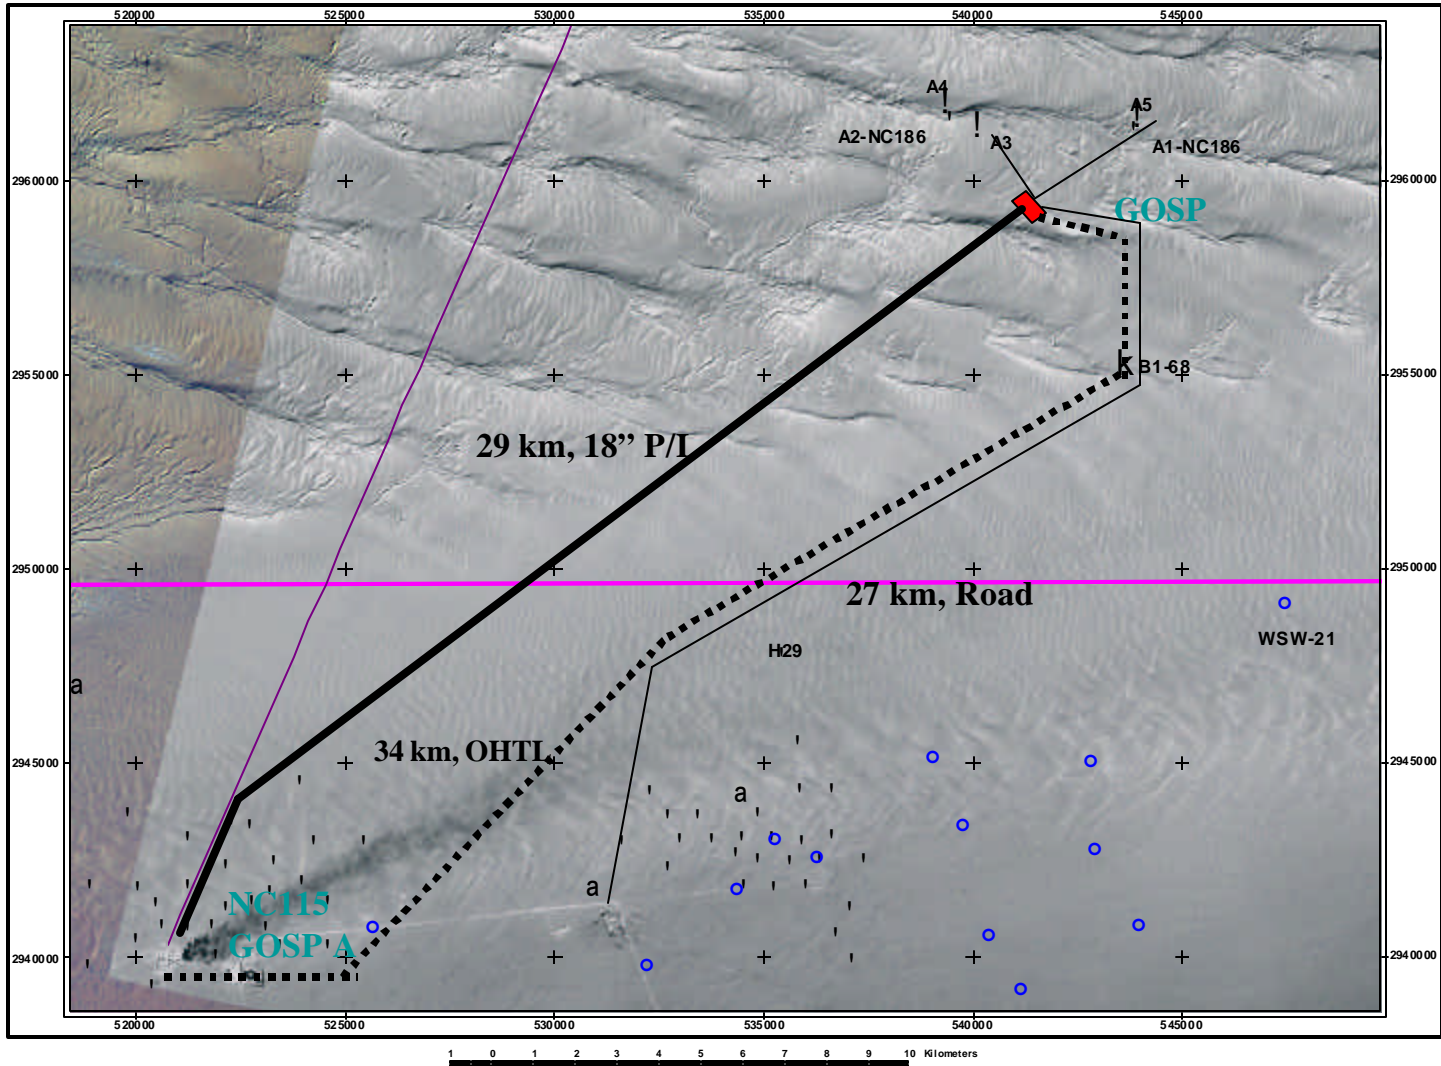 520000 525000 530000 535000 540000 545000
A4
A5
A2-NC186
A3
A1-NC186
2960000 2960000
GOSP
2955000 2955000
K B1-68
29 km, 18” P/L
2950000 2950000
27 km, Road
WSW-21
a
34 km, OHTL
2945000 2945000
a
a
NC115
GOSP A
2940000 2940000
520000 525000 530000 535000 540000 545000
1 0 1 2 3 4 5 6 7 8 9 10 Kilometers